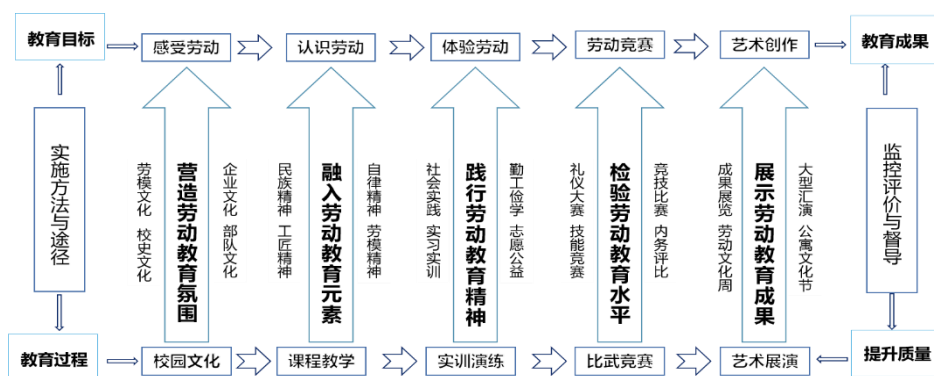 教育目标
感受劳动
认识劳动
体验劳动
劳动竞赛
艺术创作
教育成果
实施方法与途径
劳模文化 校史文化
营造劳动教育氛围
企业文化 部队文化
民族精神 工匠精神
融入劳动教育元素
自律精神 劳模精神
社会实践 实习实训
践行劳动教育精神
勤工俭学 志愿公益
礼仪大赛 技能竞赛
检验劳动教育水平
竞技比赛 内务评比
成果展览 劳动文化周
展示劳动教育成果
大型汇演 公寓文化节
监控评价与督导
教育过程
校园文化
课程教学
实训演练
比武竞赛
艺术展演
提升质量